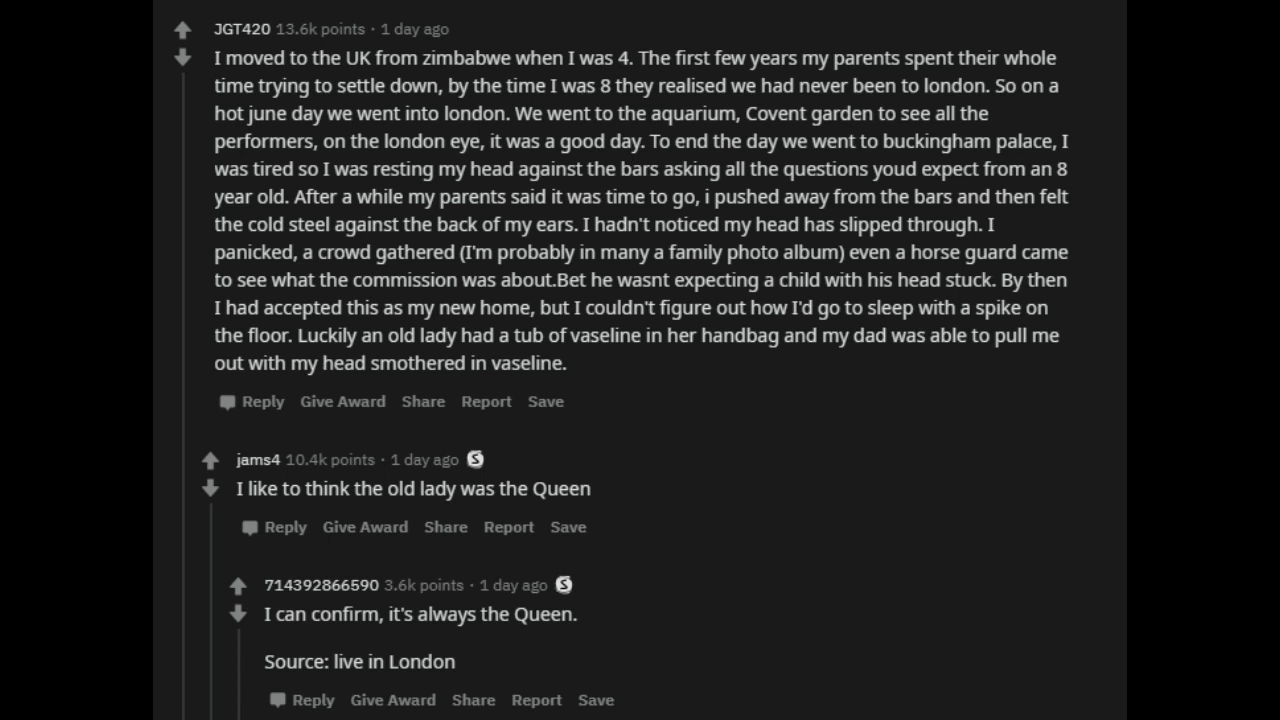 JGT420 13.6k points · 1 day ago
I moved to the UK from zimbabwe when I was 4. The first few years my parents spent their whole
time trying to settle down, by the time I was 8 they realised we had never been to london. So on a
hot june day we went into london. We went to the aquarium, Covent garden to see all the
performers, on the london eye, it was a good day. To end the day we went to buckingham palace, I
was tired so I was resting my head against the bars asking all the questions youd expect from an 8
year old. After a while my parents said it was time to go, i pushed away from the bars and then felt
the cold steel against the back of my ears. I hadn't noticed my head has slipped through. I
panicked, a crowd gathered (I'm probably in many a family photo album) even a horse guard came
to see what the commission was about.Bet he wasnt expecting a child with his head stuck. By then
I had accepted this as my new home, but I couldn't figure out how I'd go to sleep with a spike on
the floor. Luckily an old lady had a tub of vaseline in her handbag and my dad was able to pull me
out with my head smothered in vaseline.
Reply Give Award Share Report Save
jams4 10.4k points · 1 day ago S
I like to think the old lady was the Queen
Reply Give Award Share Report Save
714392866590 3.6k points · 1 day ago S
I can confirm, it's always the Queen.
Source: live in London
Reply Give Award Share Report Save